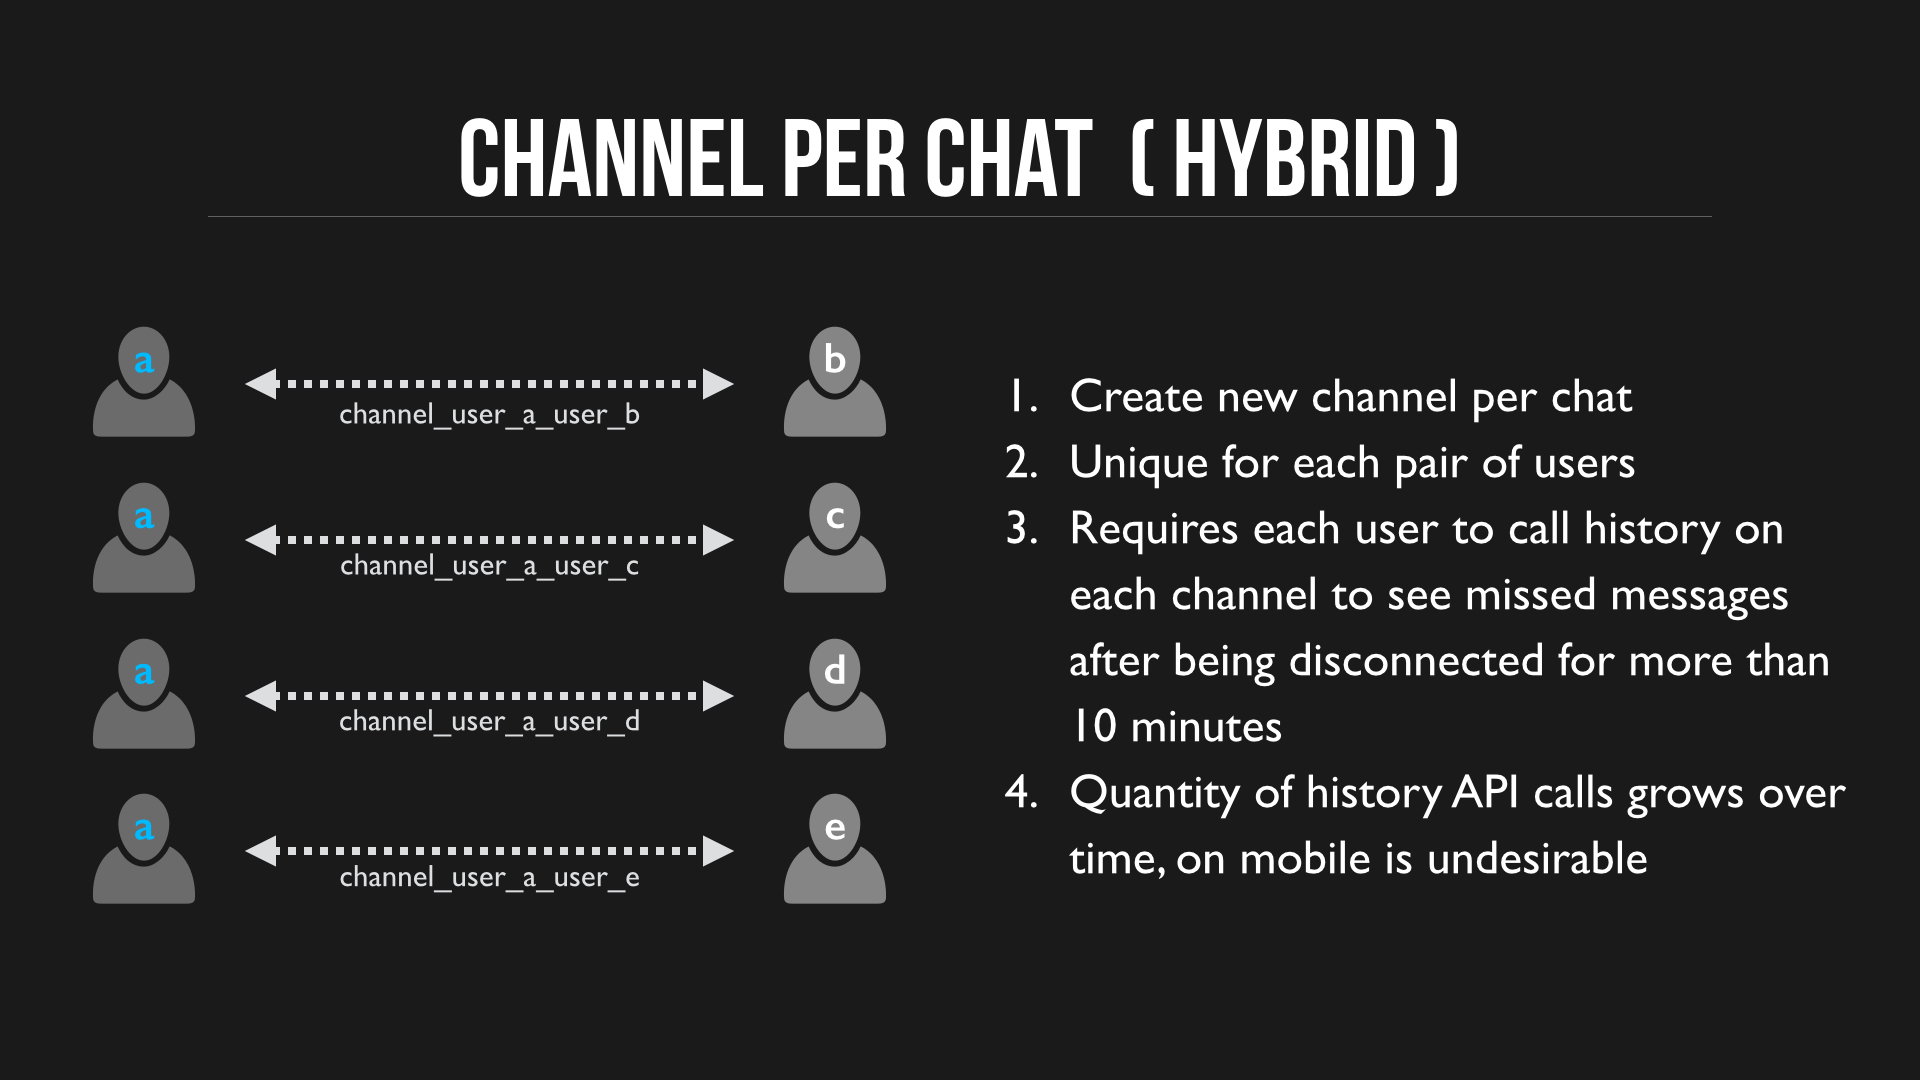 CHANNEL PER CHAT ( HYBRID )
a
b
channel_user_a_user_b
a
c
channel_user_a_user_c
a
d
channel_user_a_user_d
a
e
channel_user_a_user_e
1. Create new channel per chat
2. Unique for each pair of users
3. Requires each user to call history on
each channel to see missed messages
after being disconnected for more than
10 minutes
4. Quantity of history API calls grows over
time, on mobile is undesirable